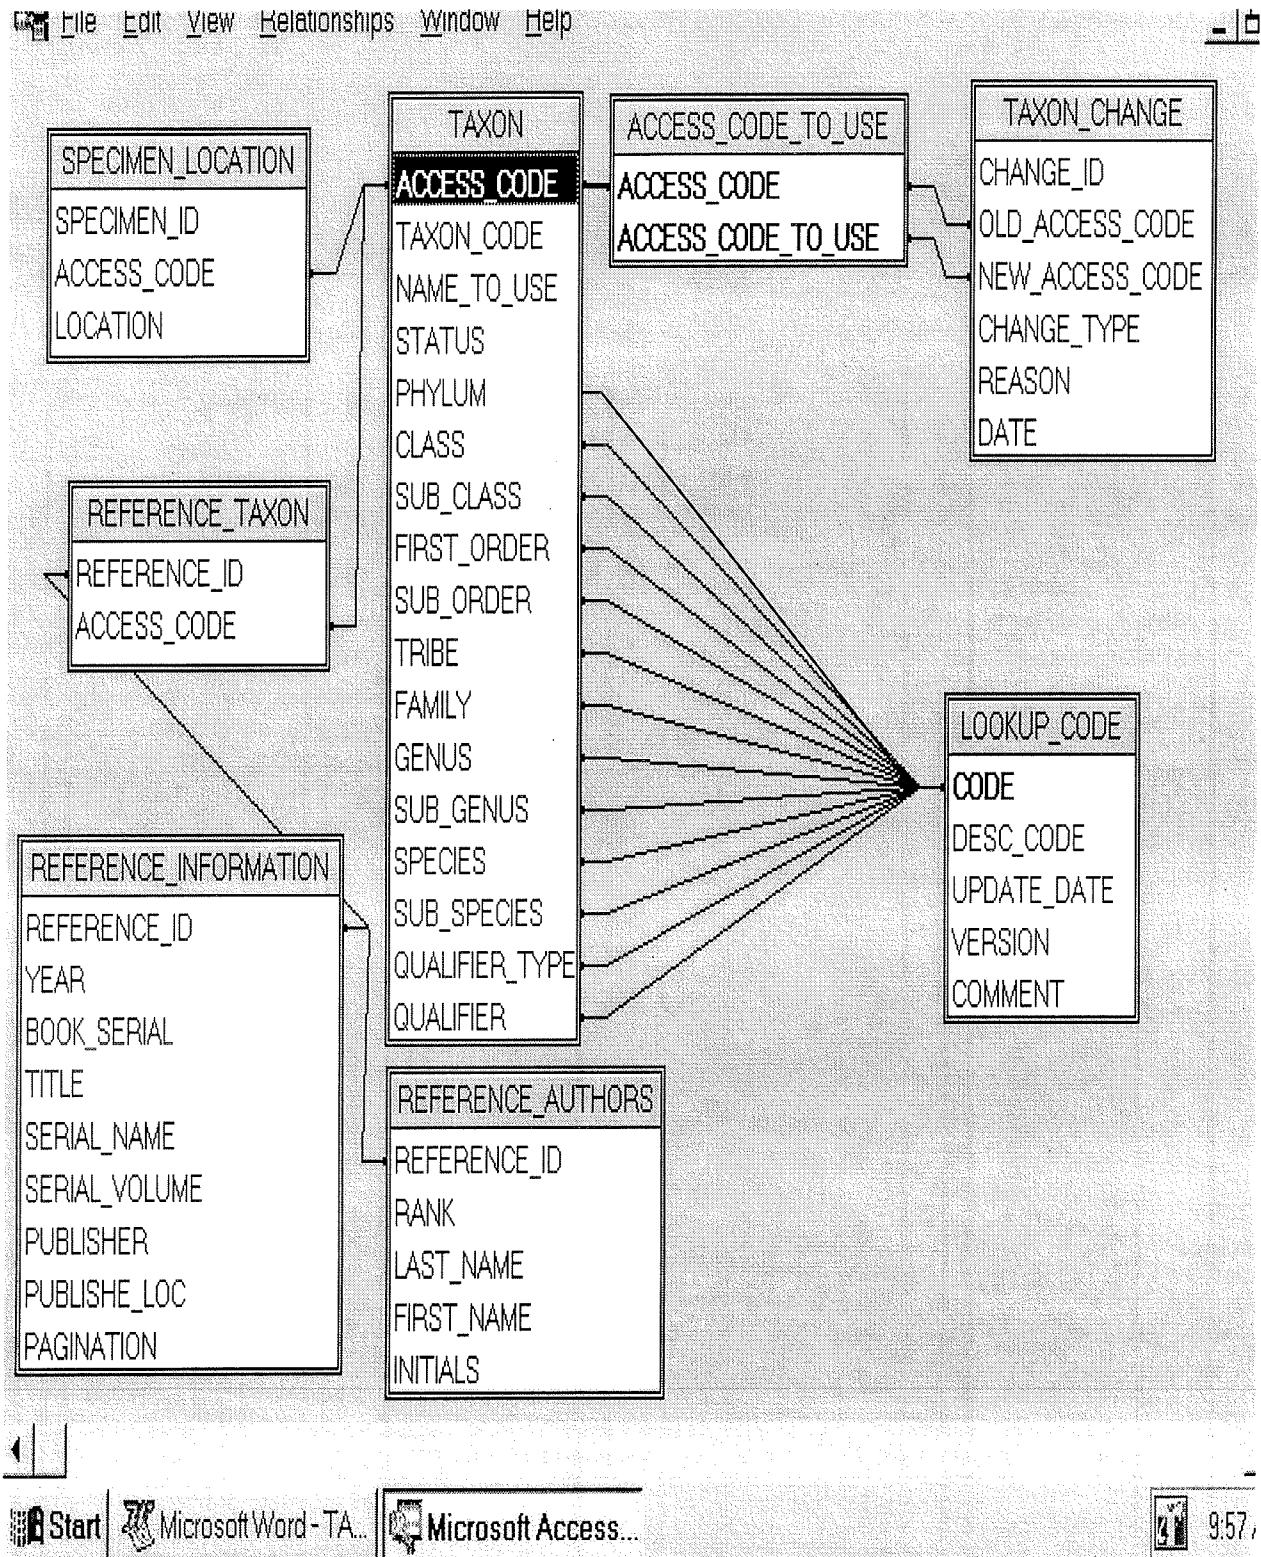 File Edit View Relationships Window Help
SPECIMEN_LOCATION
SPECIMEN_ID
ACCESS_CODE
LOCATION
TAXON
ACCESS_CODE
TAXON_CODE
NAME_TO_USE
STATUS
PHYLUM
CLASS
SUB_CLASS
FIRST_ORDER
SUB_ORDER
TRIBE
FAMILY
GENUS
SUB_GENUS
SPECIES
SUB_SPECIES
QUALIFIER_TYPE
QUALIFIER
ACCESS_CODE_TO_USE
ACCESS_CODE
ACCESS_CODE_TO_USE
TAXON_CHANGE
CHANGE_ID
OLD_ACCESS_CODE
NEW_ACCESS_CODE
CHANGE_TYPE
REASON
DATE
REFERENCE_TAXON
REFERENCE_ID
ACCESS_CODE
LOOKUP_CODE
CODE
DESC_CODE
UPDATE_DATE
VERSION
COMMENT
REFERENCE_INFORMATION
REFERENCE_ID
YEAR
BOOK_SERIAL
TITLE
SERIAL_NAME
SERIAL_VOLUME
PUBLISHER
PUBLISHE_LOC
PAGINATION
REFERENCE_AUTHORS
REFERENCE_ID
RANK
LAST_NAME
FIRST_NAME
INITIALS
Start Microsoft Word - TA... Microsoft Access... 9:57